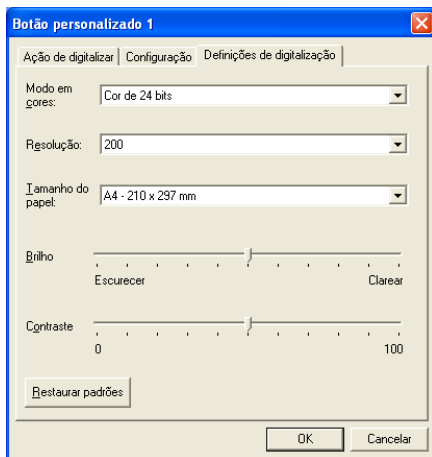 Botão personalizado 1
Ação de digitalizar Configuração Definições de digitalização
Modo em
cores:
Cor de 24 bits
Resolução:
200
Tamanho do
papel:
A4 - 210 x 297 mm
Brilho
Escurecer Clarear
Contraste
0 100
Restaurar padrões
OK Cancelar